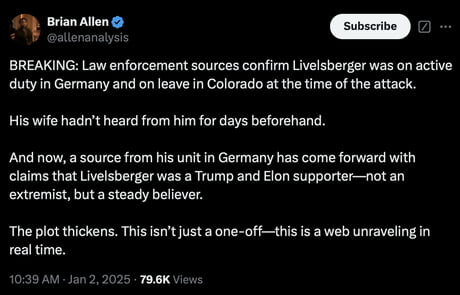 Brian Allen
@allenanalysis
Subscribe
BREAKING: Law enforcement sources confirm Livelsberger was on active
duty in Germany and on leave in Colorado at the time of the attack.
His wife hadn’t heard from him for days beforehand.
And now, a source from his unit in Germany has come forward with
claims that Livelsberger was a Trump and Elon supporter—not an
extremist, but a steady believer.
The plot thickens. This isn’t just a one-off—this is a web unraveling in
real time.
10:39 AM · Jan 2, 2025 · 79.6K Views